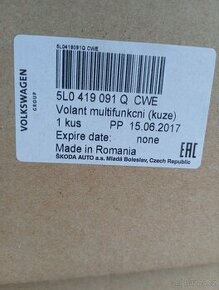 5L0419091Q CWE
VOLKSWAGEN
GROUP
5L0 419 091 Q CWE
Volant multifunkcni (kuze)
1 kus PP 15.06.2017
Expire date: none
Made in Romania
EAC
ŠKODA AUTO a.s. Mladá Boleslav, Czech Republic